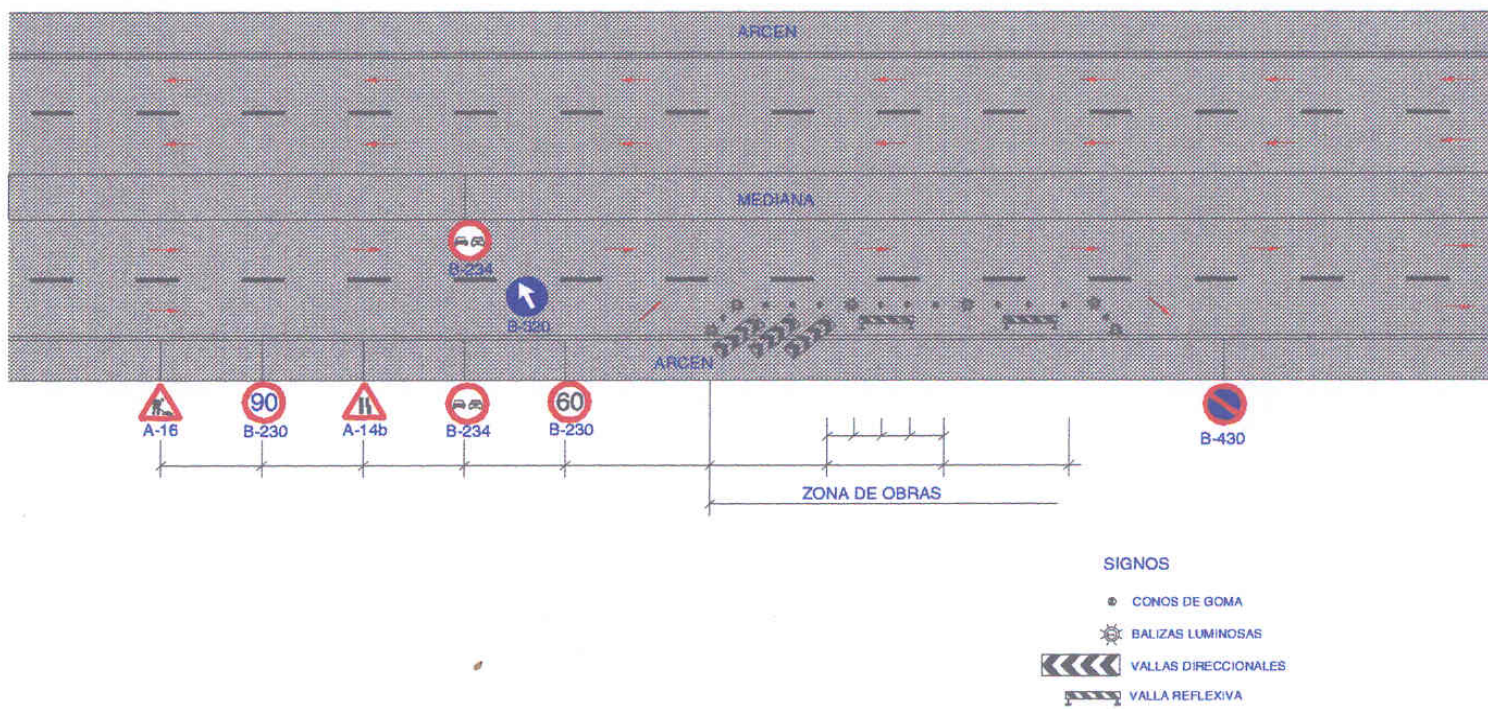 ARCEN
MEDIANA
B-234
B-320
ARCEN
90
60
A-16
B-230
A-14b
B-234
B-230
B-430
ZONA DE OBRAS
SIGNOS
CONOS DE GOMA
BALIZAS LUMINOSAS
VALLAS DIRECCIONALES
VALLA REFLEXIVA